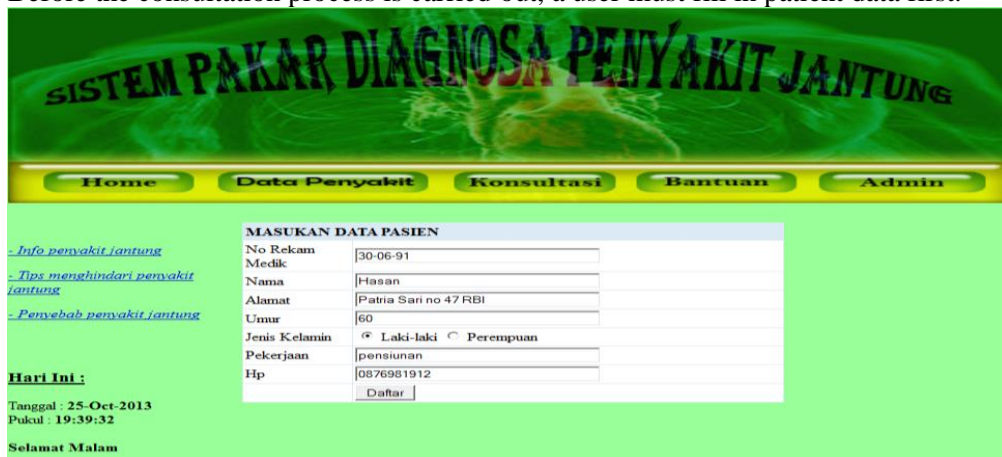 Before the consultation process is carried out, a user must fill in patient data first.
SISTEM PAKAR DIAGNOSA PENYAKIT JANTUNG
Home Data Penyakit Konsultasi Bantuan Admin
- Info penyakit jantung
- Tips menghindari penyakit
jantung
- Penyebab penyakit jantung
Hari Ini :
Tanggal : 25-Oct-2013
Pukul : 19:39:32
Selamat Malam
MASUKAN DATA PASIEN
No Rekam
Medik 30-06-91
Nama Hasan
Alamat Patria Sari no 47 RBI
Umur 60
Jenis Kelamin Laki-laki Perempuan
Pekerjaan pensiunan
Hp 0876981912
Daftar